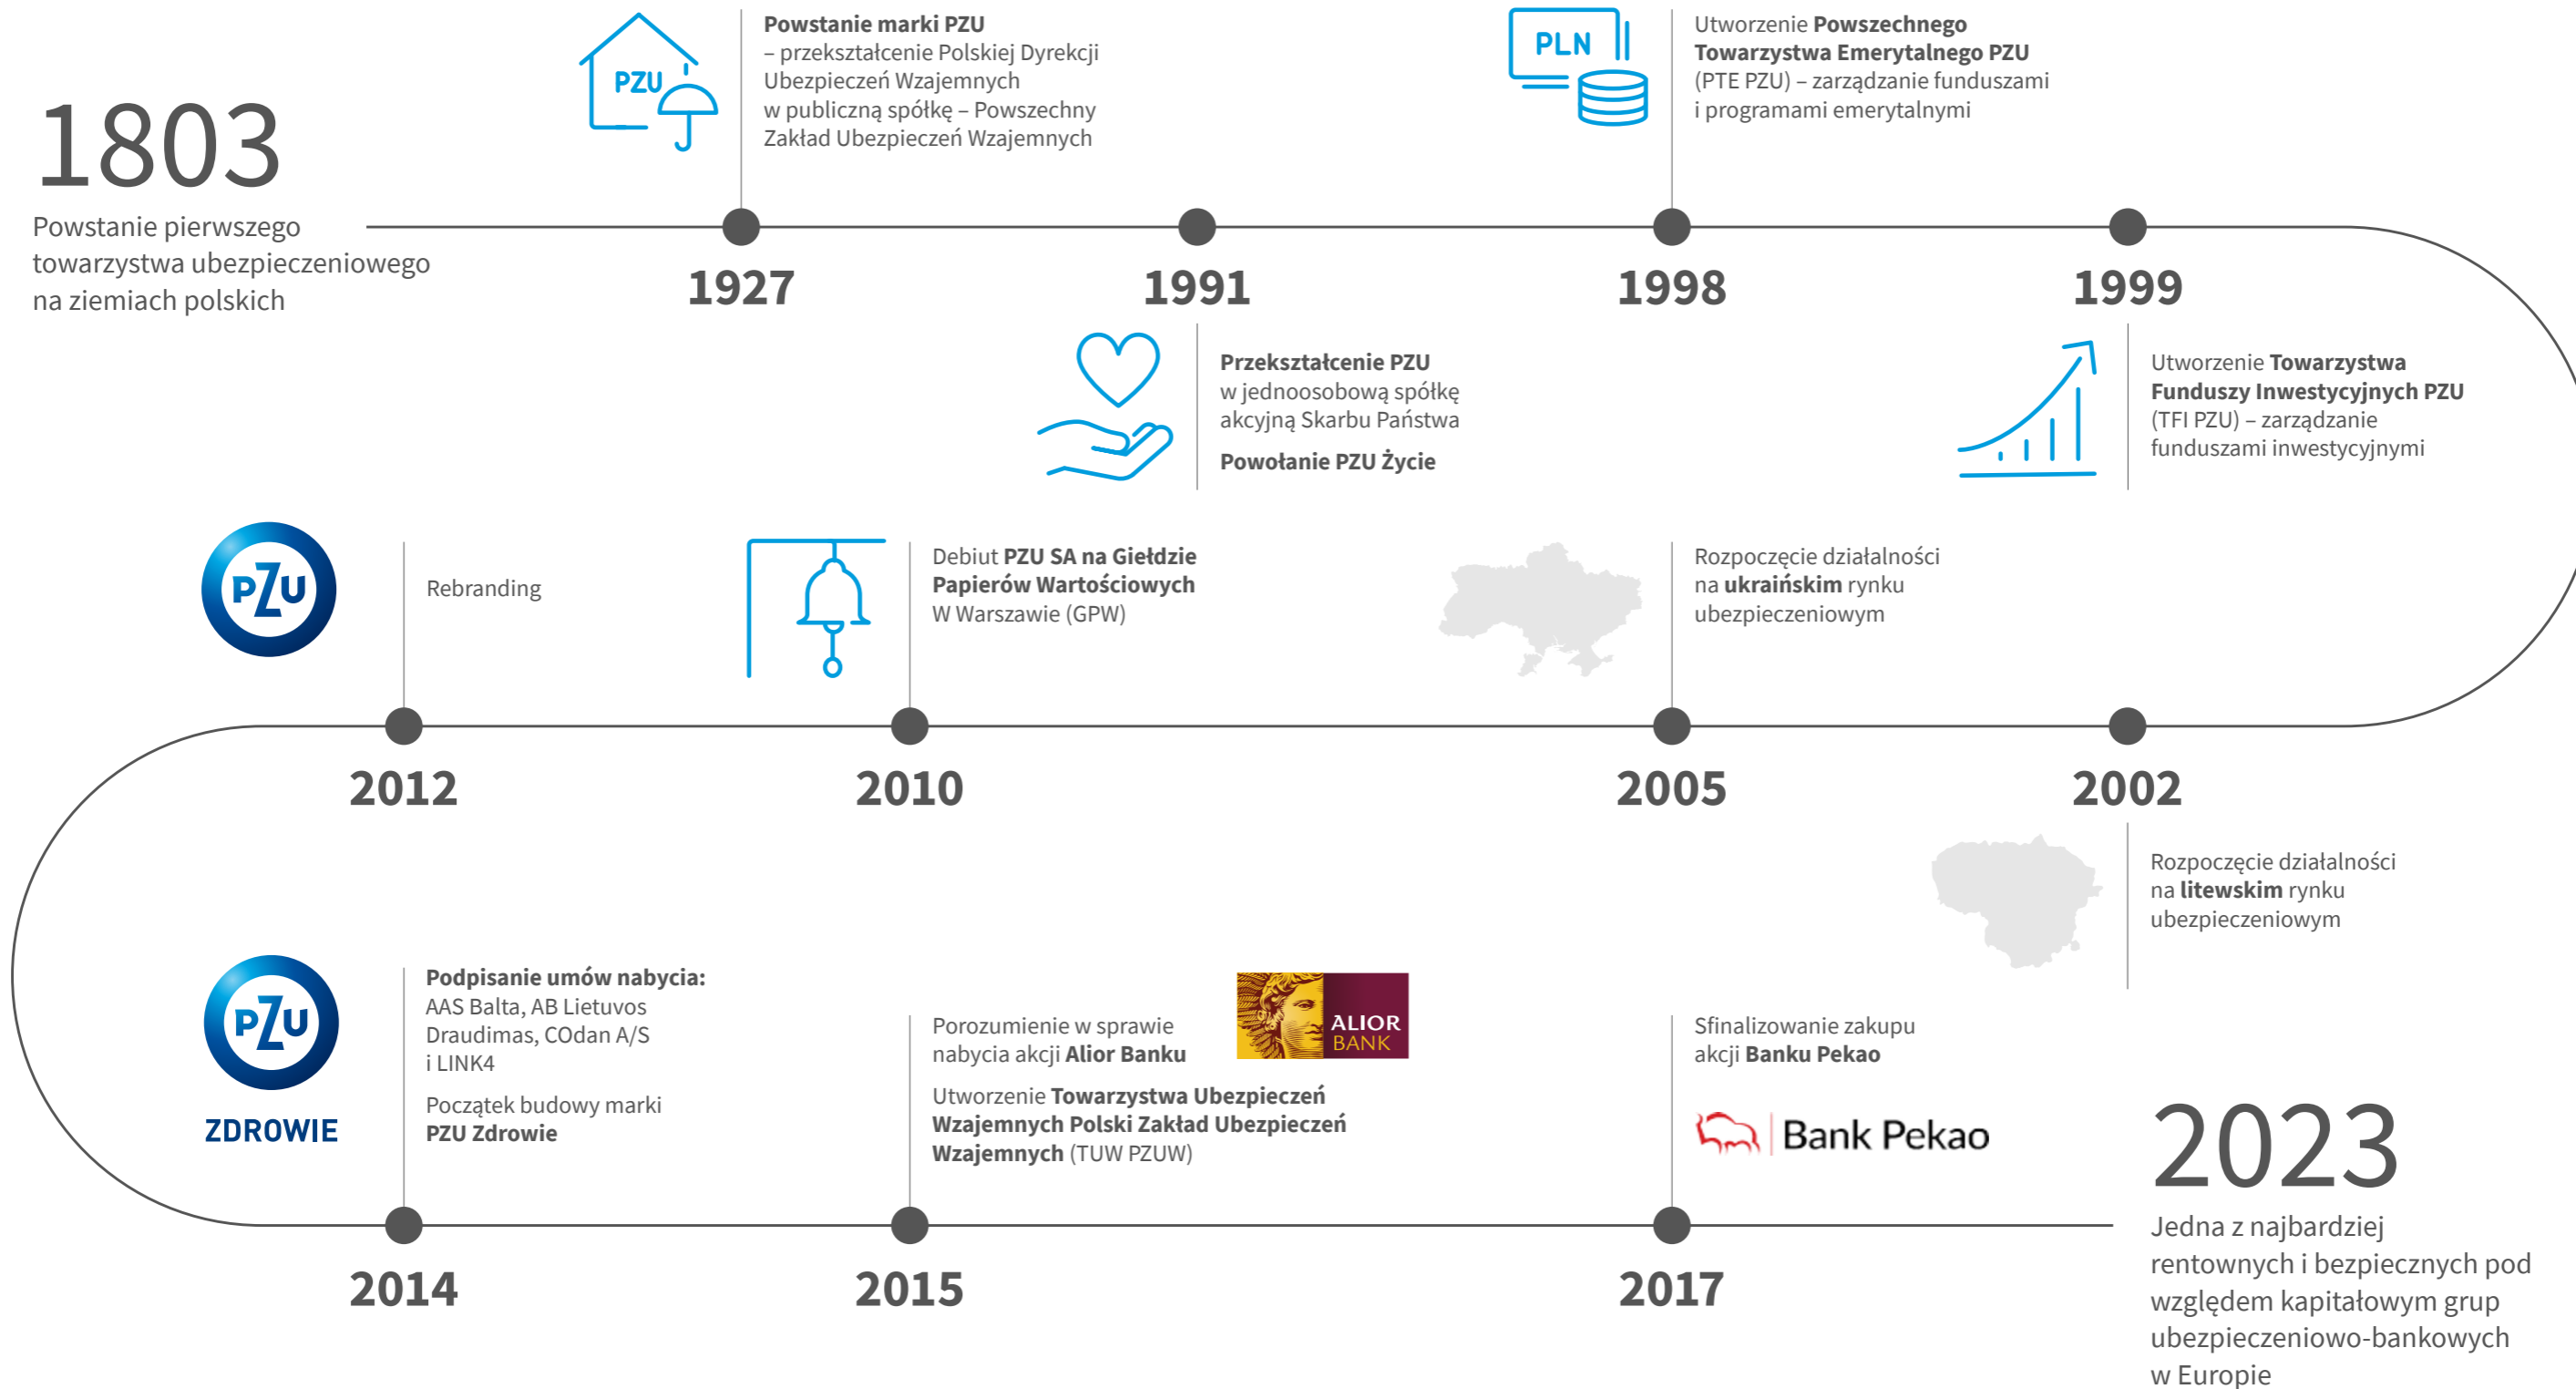 1803
Powstanie pierwszego
towarzystwa ubezpieczeniowego
na ziemiach polskich
PZU
Powstanie marki PZU
– przekształcenie Polskiej Dyrekcji
Ubezpieczeń Wzajemnych
w publiczną spółkę – Powszechny
Zakład Ubezpieczeń Wzajemnych
1927
1991
Przekształcenie PZU
w jednoosobową spółkę
akcyjną Skarbu Państwa
Powołanie PZU Życie
PLN
Utworzenie Powszechnego
Towarzystwa Emerytalnego PZU
(PTE PZU) – zarządzanie funduszami
i programami emerytalnymi
1998
1999
Utworzenie Towarzystwa
Funduszy Inwestycyjnych PZU
(TFI PZU) – zarządzanie
funduszami inwestycyjnymi
2002
Rozpoczęcie działalności
na litewskim rynku
ubezpieczeniowym
Rozpoczęcie działalności
na ukraińskim rynku
ubezpieczeniowym
2005
Debiut PZU SA na Giełdzie
Papierów Wartościowych
W Warszawie (GPW)
2010
PZU
Rebranding
2012
PZU
ZDROWIE
Podpisanie umów nabycia:
AAS Balta, AB Lietuvos
Draudimas, COdan A/S
i LINK4
Początek budowy marki
PZU Zdrowie
2014
Porozumienie w sprawie
nabycia akcji Alior Banku
ALIOR
BANK
Utworzenie Towarzystwa Ubezpieczeń
Wzajemnych Polski Zakład Ubezpieczeń
Wzajemnych (TUW PZUW)
2015
Sfinalizowanie zakupu
akcji Banku Pekao
Bank Pekao
2017
2023
Jedna z najbardziej
rentownych i bezpiecznych pod
względem kapitałowym grup
ubezpieczeniowo-bankowych
w Europie